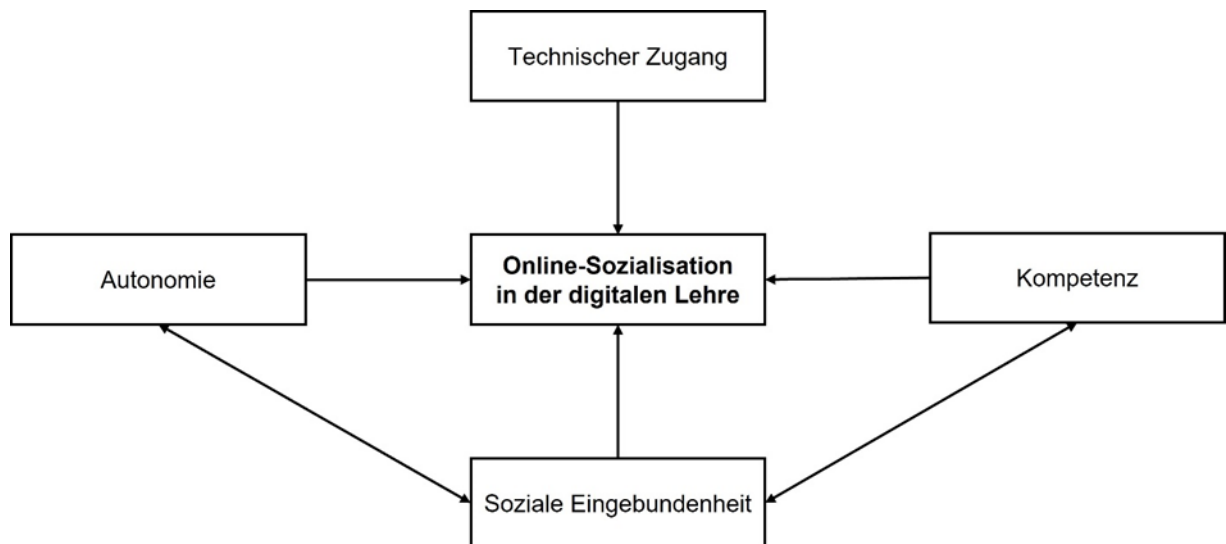 Technischer Zugang
Autonomie
Online-Sozialisation
in der digitalen Lehre
Kompetenz
Soziale Eingebundenheit